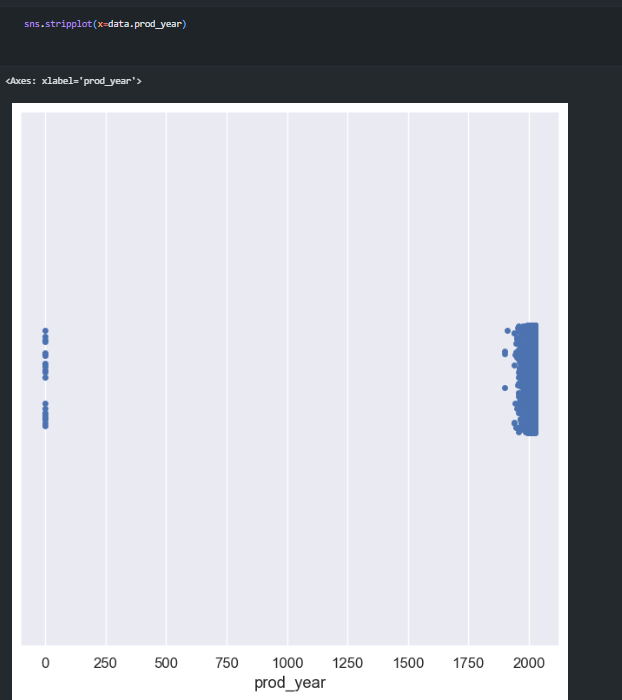 sns.stripplot(x=data.prod_year)
<Axes: xlabel='prod_year'>
0 250 500 750 1000 1250 1500 1750 2000
prod_year